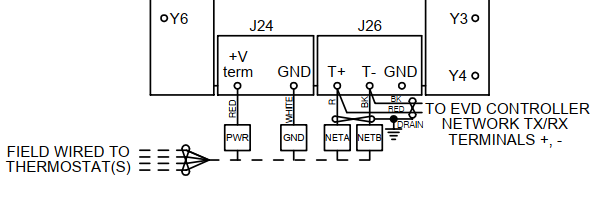 Y6
J24
J26
Y3
+V
term
GND
T+
T-
GND
Y4
RED
WHITE
R
BK
BK
RED
DRAIN
TO EVD CONTROLLER
NETWORK TX/RX
TERMINALS +, -
PWR
GND
NETA
NETB
FIELD WIRED TO
THERMOSTAT(S)